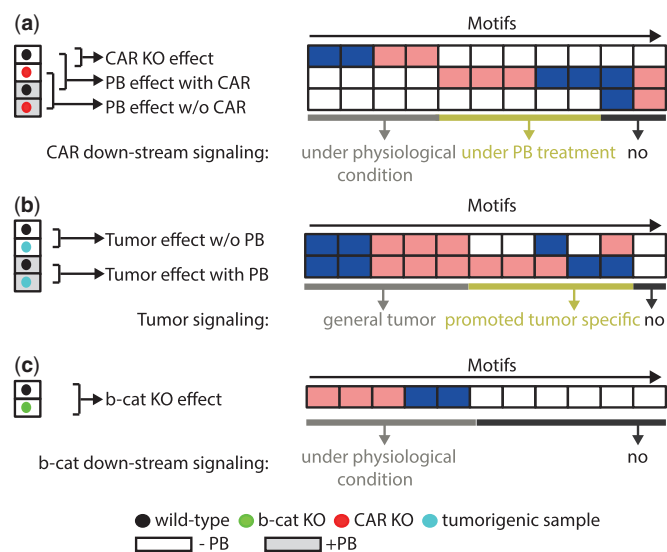 (a)
Motifs
CAR KO effect
PB effect with CAR
PB effect w/o CAR
CAR down-stream signaling:
under physiological condition
under PB treatment
no
(b)
Motifs
Tumor effect w/o PB
Tumor effect with PB
Tumor signaling:
general tumor
promoted tumor specific
no
(c)
Motifs
b-cat KO effect
b-cat down-stream signaling:
under physiological
condition
no
wild-type b-cat KO CAR KO tumorigenic sample
- PB +PB